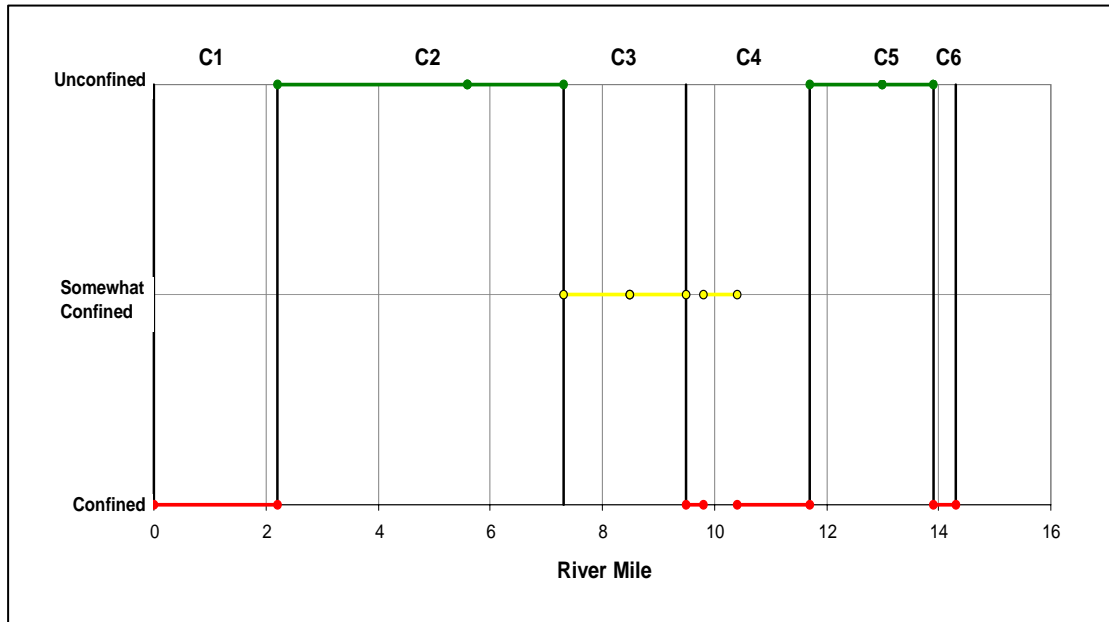 C1 C2 C3 C4 C5 C6
Unconfined
Somewhat
Confined
Confined
0 2 4 6 8 10 12 14 16
River Mile